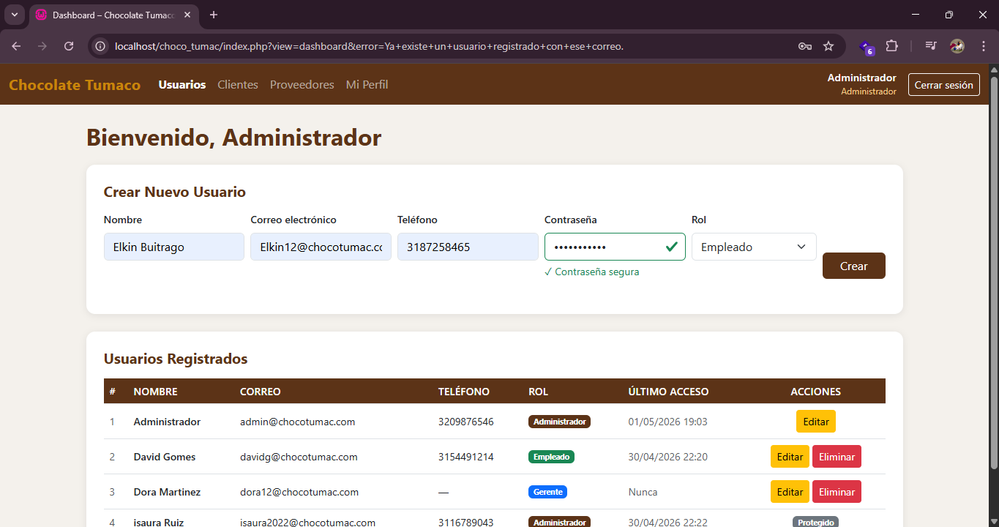 Dashboard – Chocolate Tumaco
localhost/choco_tumac/index.php?view=dashboard&error=Ya+existe+un+usuario+registrado+con+ese+correo.
6
Chocolate Tumaco Usuarios Clientes Proveedores Mi Perfil Administrador Administrador Cerrar sesión
Bienvenido, Administrador
Crear Nuevo Usuario
Nombre Correo electrónico Teléfono Contraseña Rol
Elkin Buitrago Elkin12@chocotumac.cc 3187258465 ••••••••••• Empleado
Crear
✓ Contraseña segura
Usuarios Registrados
# NOMBRE CORREO TELÉFONO ROL ÚLTIMO ACCESO ACCIONES
1 Administrador admin@chocotumac.com 3209876546 Administrador 01/05/2026 19:03 Editar
2 David Gomes davidg@chocotumac.com 3154491214 Empleado 30/04/2026 22:20 Editar Eliminar
3 Dora Martinez dora12@chocotumac.com — Gerente Nunca Editar Eliminar
4 isaura Ruiz isaura2022@chocotumac.com 3116789043 Administrador 30/04/2026 22:22 Protegido